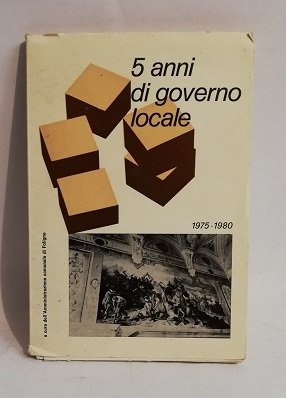 5 anni
di governo
locale
1975-1980
a cura dell'Amministrazione comunale di Foligno